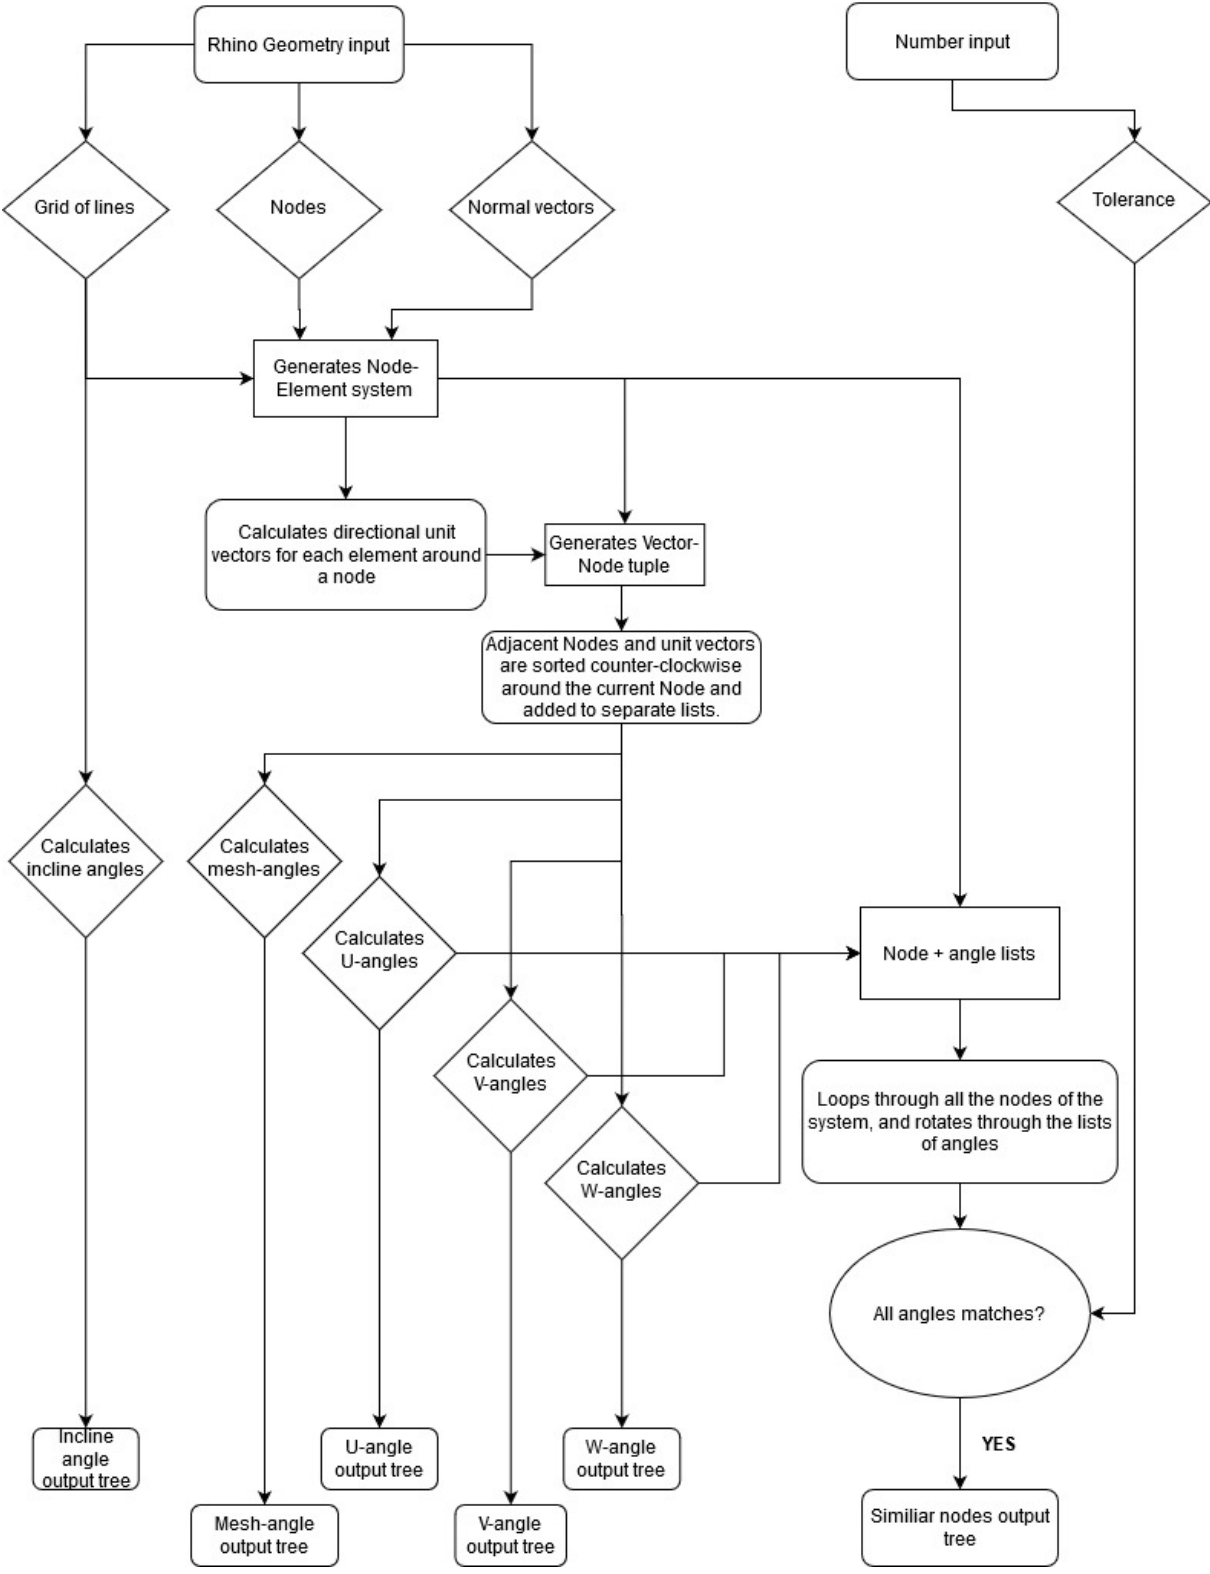 Rhino Geometry input
Number input
Grid of lines
Nodes
Normal vectors
Tolerance
Generates Node-
Element system
Calculates directional unit
vectors for each element around
a node
Generates Vector-
Node tuple
Adjacent Nodes and unit vectors
are sorted counter-clockwise
around the current Node and
added to separate lists.
Calculates
incline angles
Calculates
mesh-angles
Calculates
U-angles
Node + angle lists
Calculates
V-angles
Loops through all the nodes of the
system, and rotates through the lists
of angles
Calculates
W-angles
All angles matches?
YES
Incline
angle
output tree
U-angle
output tree
W-angle
output tree
Mesh-angle
output tree
V-angle
output tree
Similiar nodes output
tree